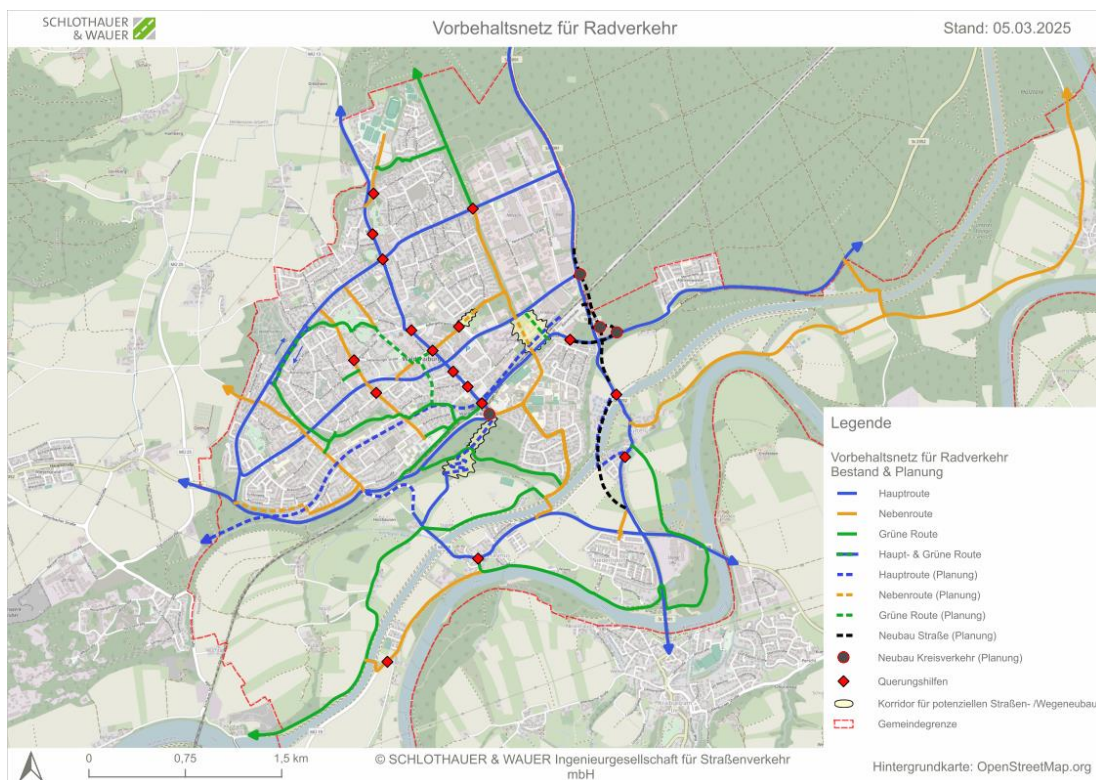 SCHLOTHAUER
& WAUER
Vorbehaltsnetz für Radverkehr
Stand: 05.03.2025
Legende
Vorbehaltsnetz für Radverkehr
Bestand & Planung
Hauptroute
Nebenroute
Grüne Route
Haupt- & Grüne Route
Hauptroute (Planung)
Nebenroute (Planung)
Grüne Route (Planung)
Neubau Straße (Planung)
Neubau Kreisverkehr (Planung)
Querungshilfen
Korridor für potenziellen Straßen- /Wegeneubau
Gemeindegrenze
0 0,75 1,5 km
© SCHLOTHAUER & WAUER Ingenieurgesellschaft für Straßenverkehr
mbH
Hintergrundkarte: OpenStreetMap.org